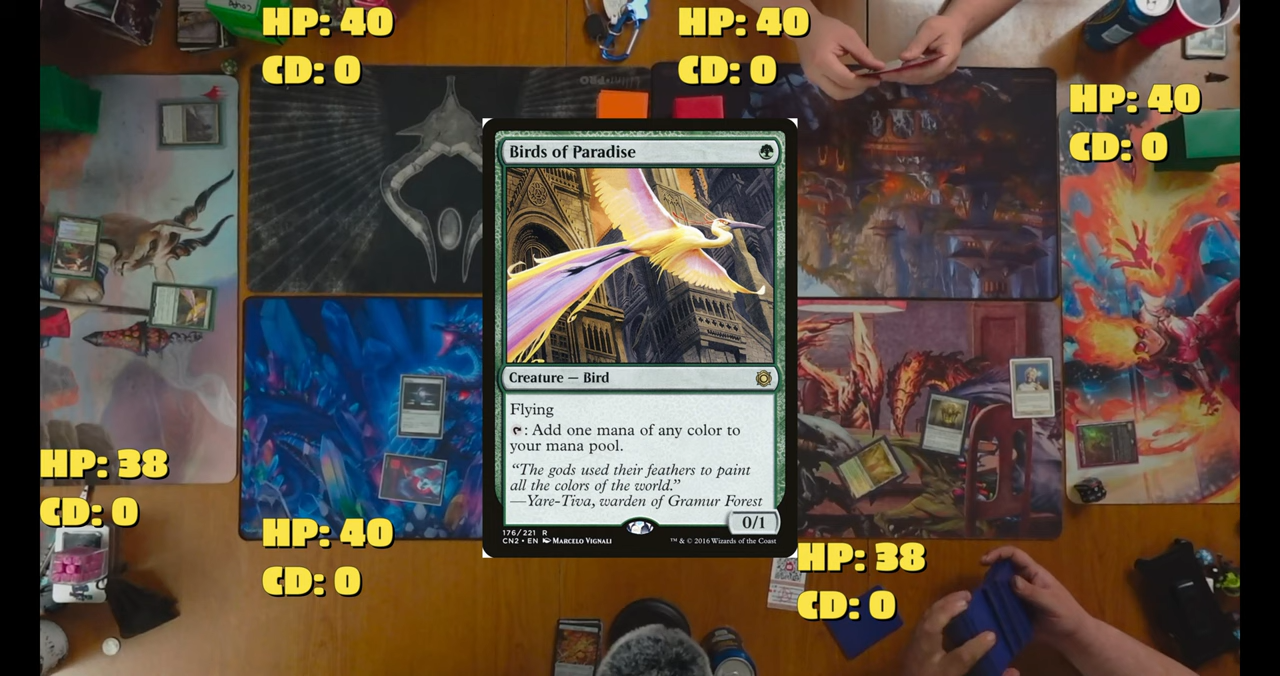 HP: 40
CD: 0
HP: 40
CD: 0
HP: 40
CD: 0
Birds of Paradise
Creature — Bird
Flying
: Add one mana of any color to
your mana pool.
“The gods used their feathers to paint
all the colors of the world.”
—Yare-Tiva, warden of Gramur Forest
0/1
176/221 R
CN2 • EN MARCELO VIGNALI
™ & © 2016 Wizards of the Coast
HP: 38
CD: 0
HP: 40
CD: 0
HP: 38
CD: 0